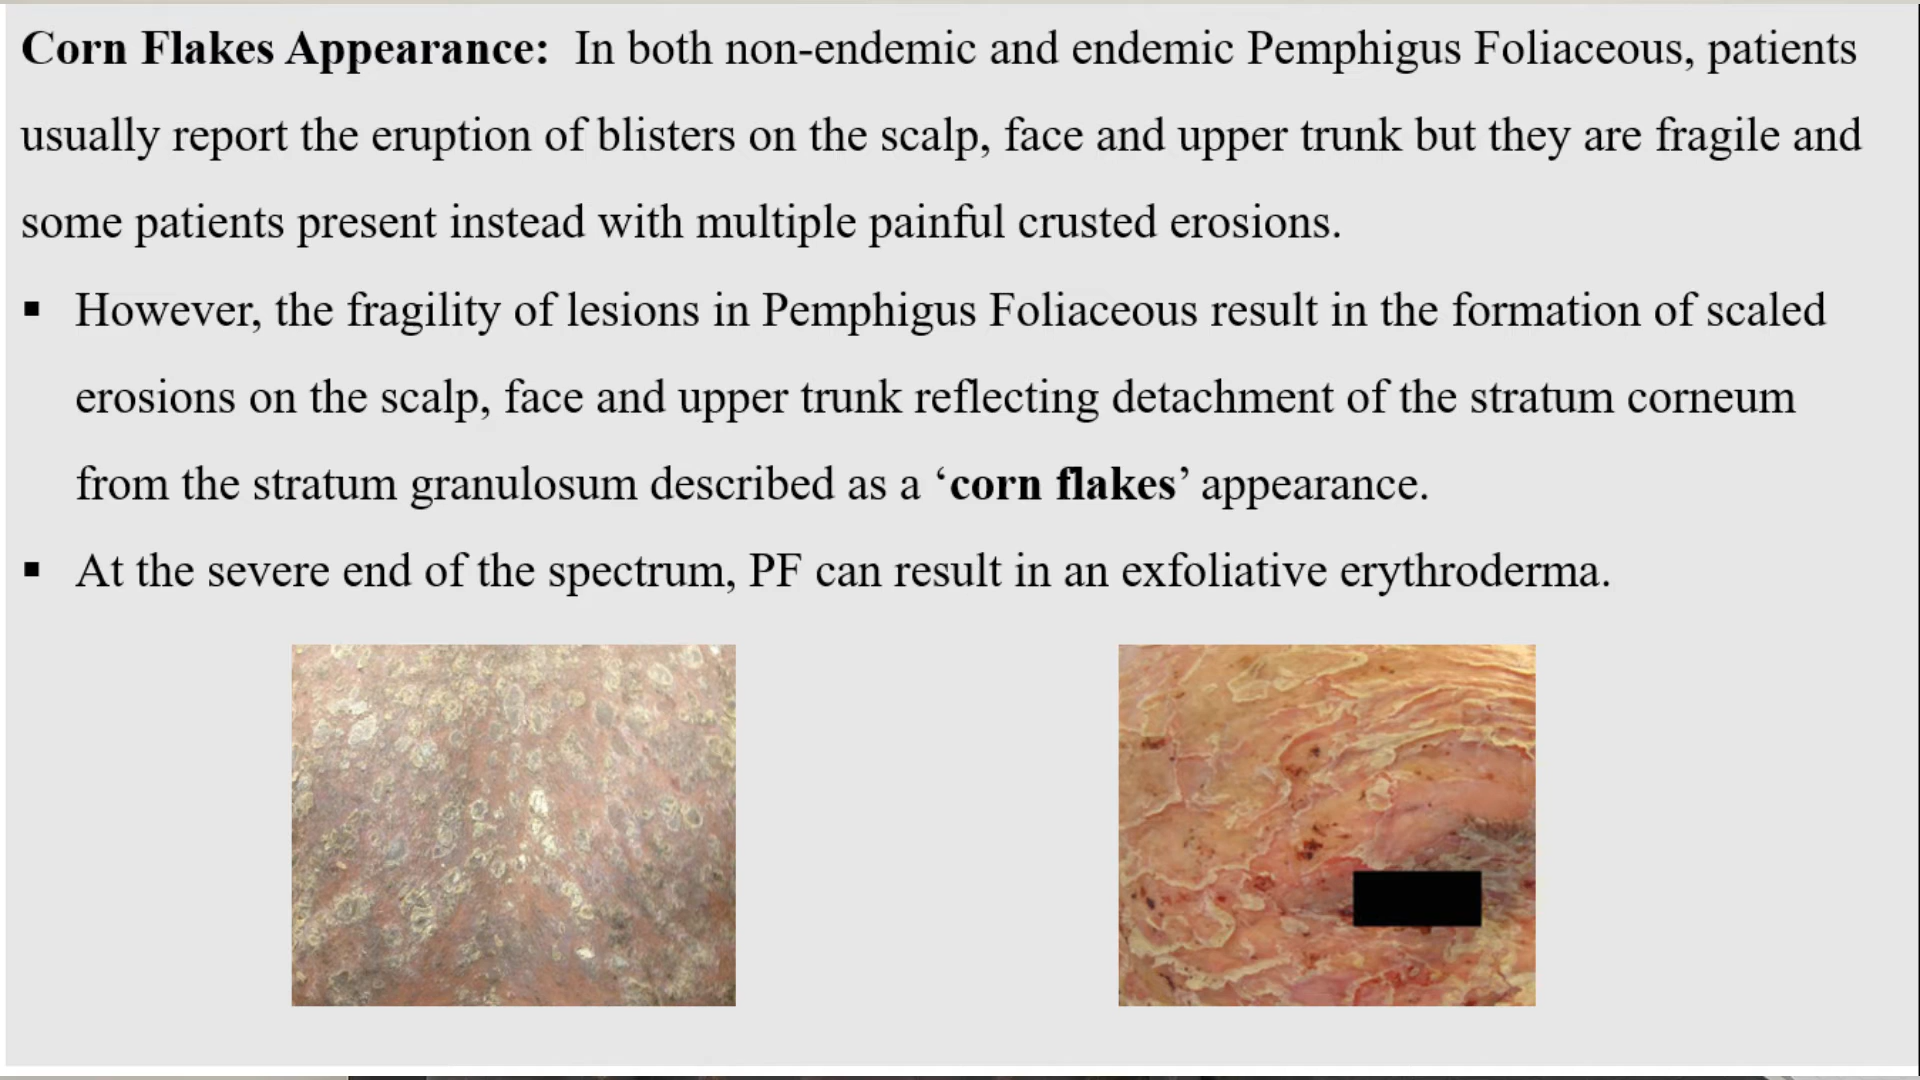 Corn Flakes Appearance: In both non-endemic and endemic Pemphigus Foliaceous, patients
usually report the eruption of blisters on the scalp, face and upper trunk but they are fragile and
some patients present instead with multiple painful crusted erosions.
▪ However, the fragility of lesions in Pemphigus Foliaceous result in the formation of scaled
erosions on the scalp, face and upper trunk reflecting detachment of the stratum corneum
from the stratum granulosum described as a ‘corn flakes’ appearance.
▪ At the severe end of the spectrum, PF can result in an exfoliative erythroderma.